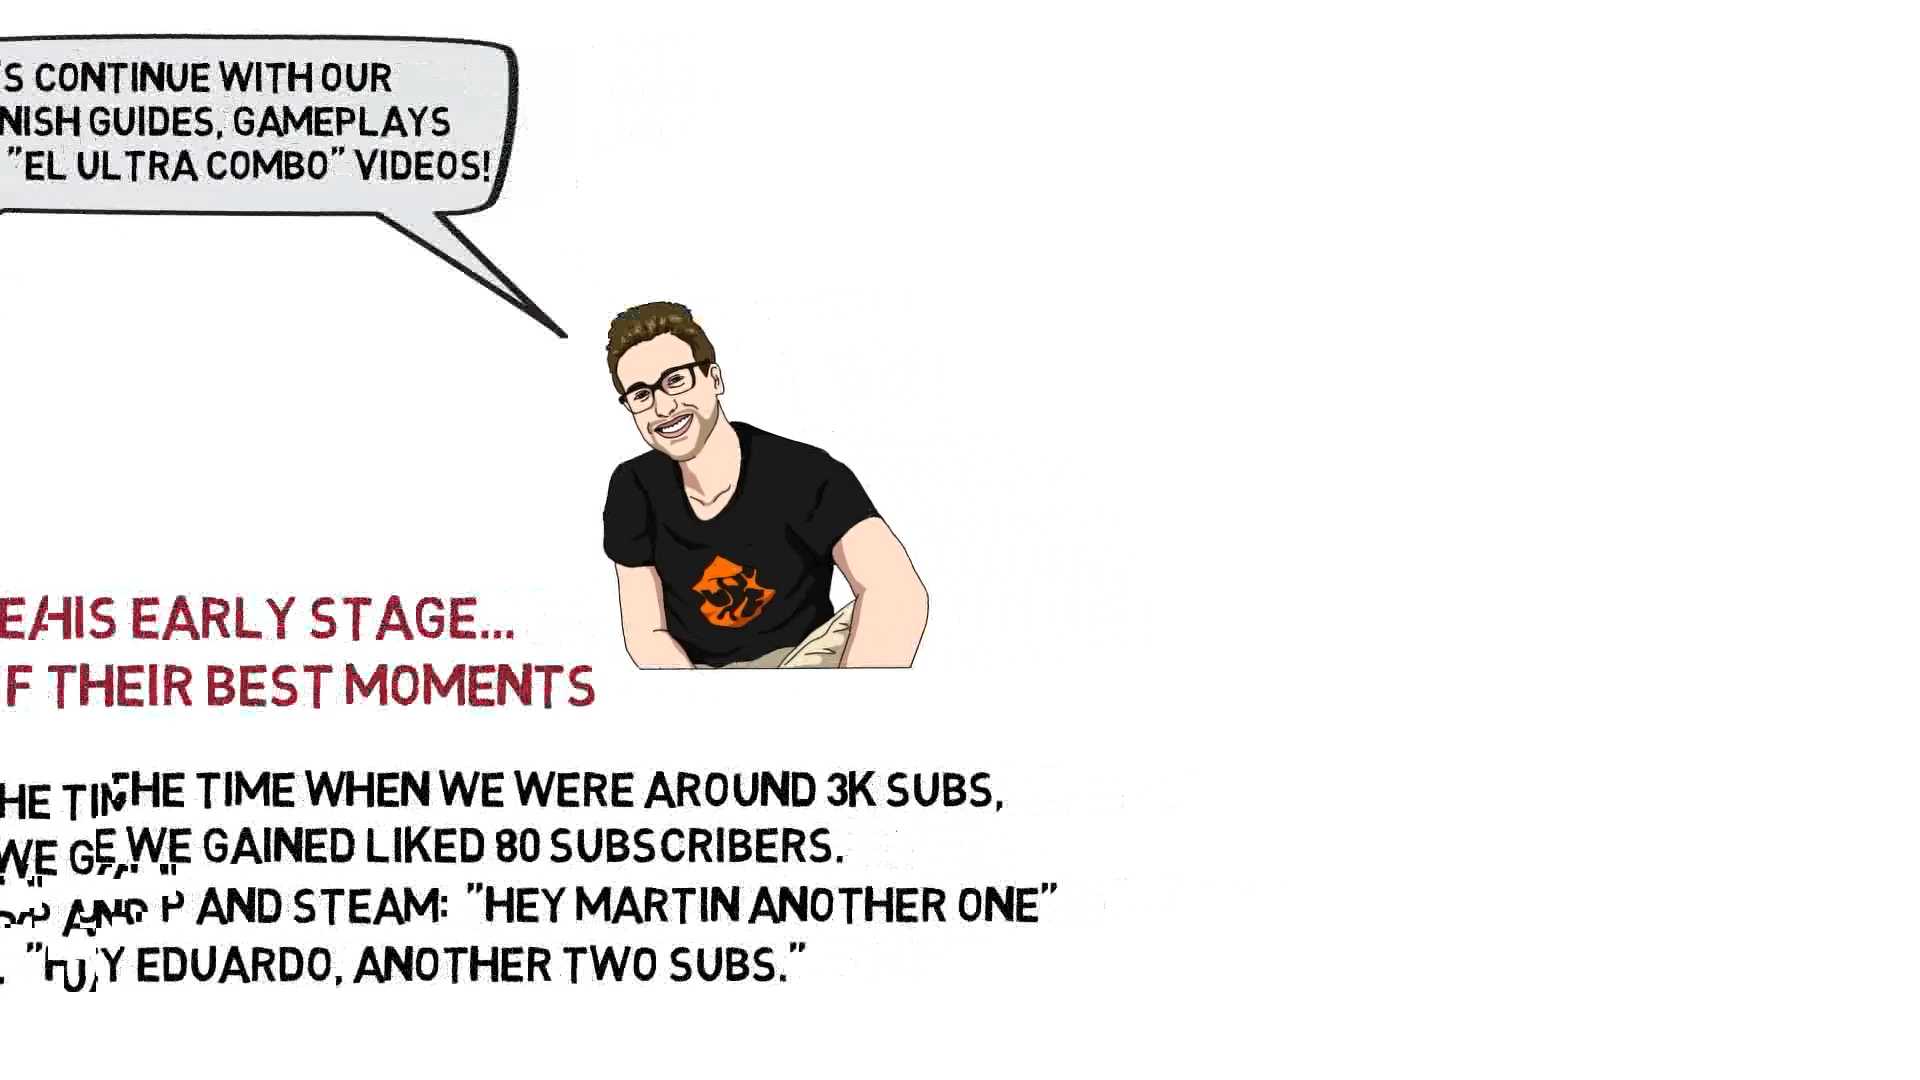 'S CONTINUE WITH OUR
NISH GUIDES, GAMEPLAYS
"EL ULTRA COMBO" VIDEOS!
HIS EARLY STAGE...
F THEIR BEST MOMENTS
THE TIME WHEN WE WERE AROUND 3K SUBS,
WE GAINED LIKED 80 SUBSCRIBERS.
AND STEAM: "HEY MARTIN ANOTHER ONE"
Y EDUARDO, ANOTHER TWO SUBS."